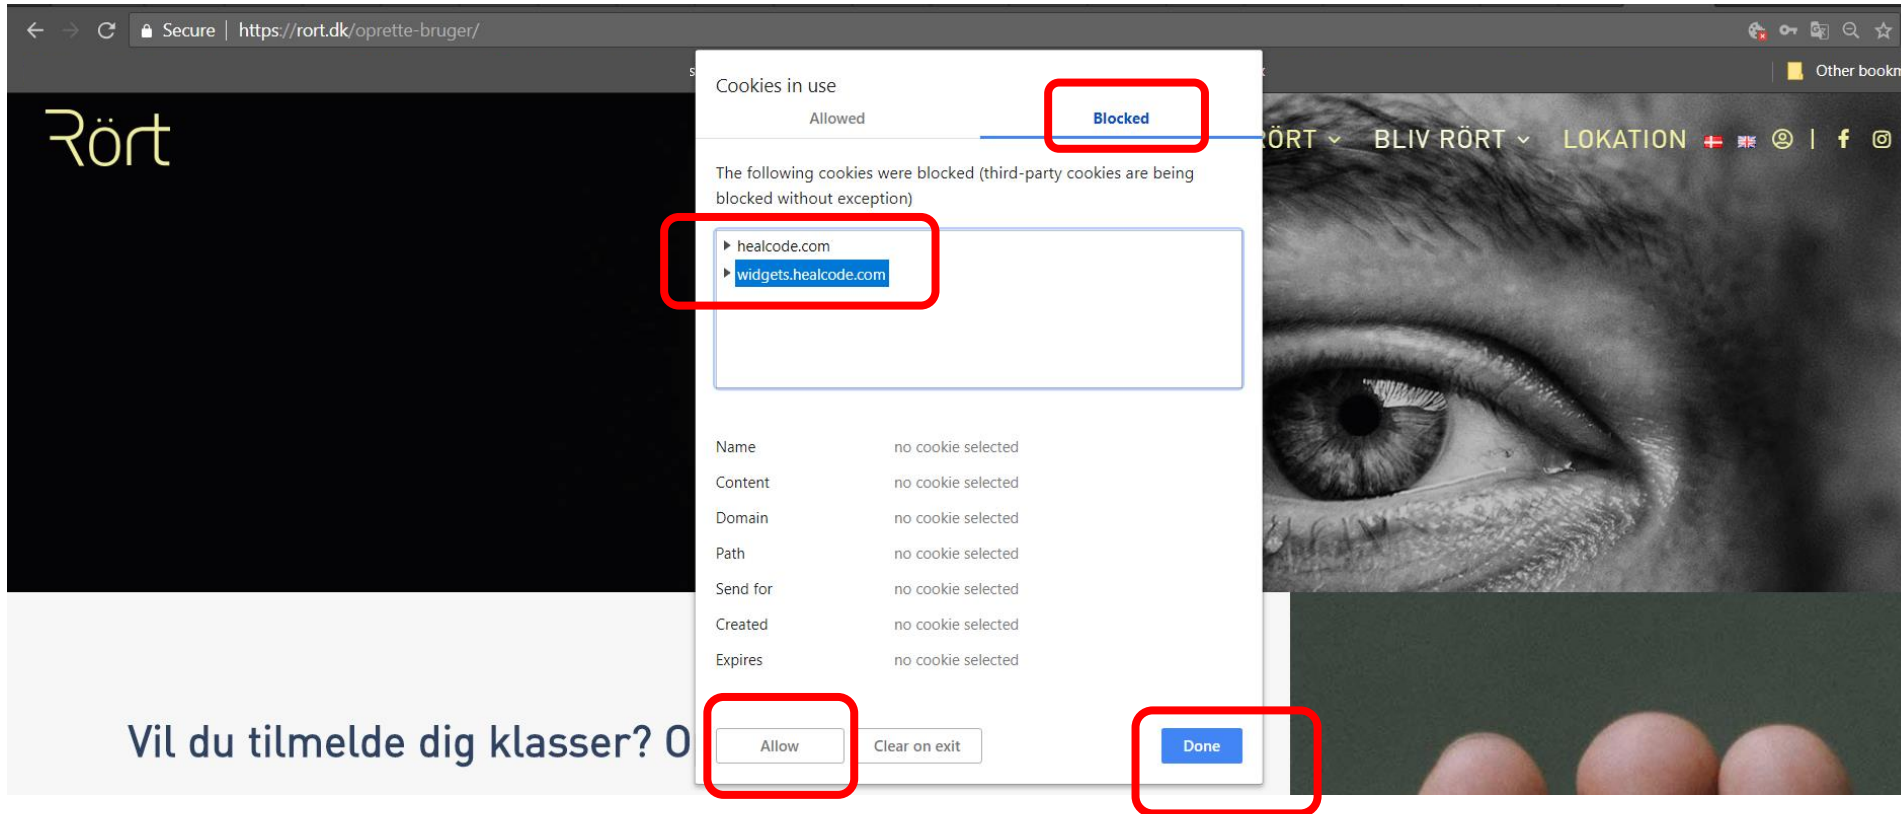 Secure | https://rort.dk/oprette-bruger/
Other bookm
Rört
RÖRT BLIV RÖRT LOKATION
Cookies in use
Allowed Blocked
The following cookies were blocked (third-party cookies are being
blocked without exception)
healcode.com
widgets.healcode.com
Name no cookie selected
Content no cookie selected
Domain no cookie selected
Path no cookie selected
Send for no cookie selected
Created no cookie selected
Expires no cookie selected
Vil du tilmelde dig klasser? O
Allow Clear on exit Done